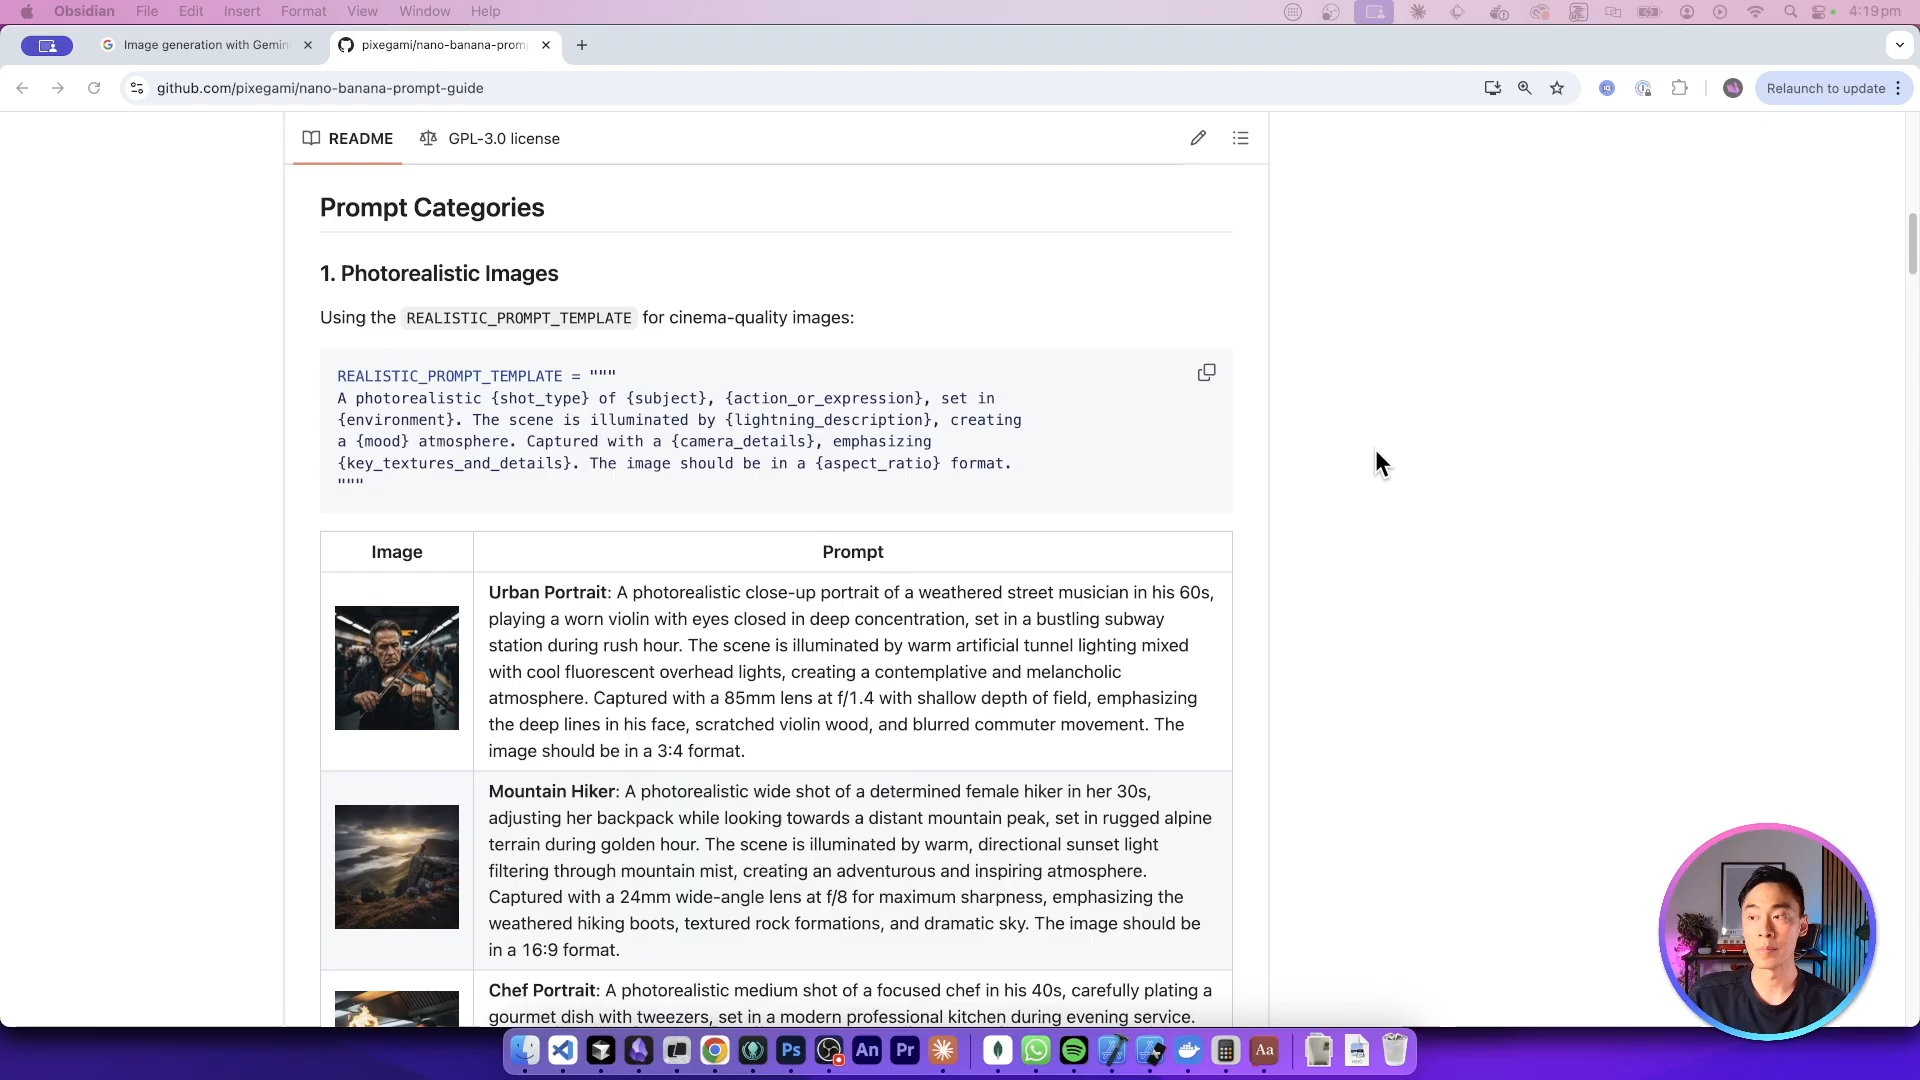 Obsidian File Edit Insert Format View Window Help 4:19 pm
Image generation with Gemin
pixegami/nano-banana-prom
github.com/pixegami/nano-banana-prompt-guide
Relaunch to update
README
GPL-3.0 license
Prompt Categories
1. Photorealistic Images
Using the REALISTIC_PROMPT_TEMPLATE for cinema-quality images:
REALISTIC_PROMPT_TEMPLATE = """
A photorealistic {shot_type} of {subject}, {action_or_expression}, set in
{environment}. The scene is illuminated by {lightning_description}, creating
a {mood} atmosphere. Captured with a {camera_details}, emphasizing
{key_textures_and_details}. The image should be in a {aspect_ratio} format.
"""
Image Prompt
Urban Portrait: A photorealistic close-up portrait of a weathered street musician in his 60s,
playing a worn violin with eyes closed in deep concentration, set in a bustling subway
station during rush hour. The scene is illuminated by warm artificial tunnel lighting mixed
with cool fluorescent overhead lights, creating a contemplative and melancholic
atmosphere. Captured with a 85mm lens at f/1.4 with shallow depth of field, emphasizing
the deep lines in his face, scratched violin wood, and blurred commuter movement. The
image should be in a 3:4 format.
Mountain Hiker: A photorealistic wide shot of a determined female hiker in her 30s,
adjusting her backpack while looking towards a distant mountain peak, set in rugged alpine
terrain during golden hour. The scene is illuminated by warm, directional sunset light
filtering through mountain mist, creating an adventurous and inspiring atmosphere.
Captured with a 24mm wide-angle lens at f/8 for maximum sharpness, emphasizing the
weathered hiking boots, textured rock formations, and dramatic sky. The image should be
in a 16:9 format.
Chef Portrait: A photorealistic medium shot of a focused chef in his 40s, carefully plating a
gourmet dish with tweezers, set in a modern professional kitchen during evening service.
Ps An Pr Aa